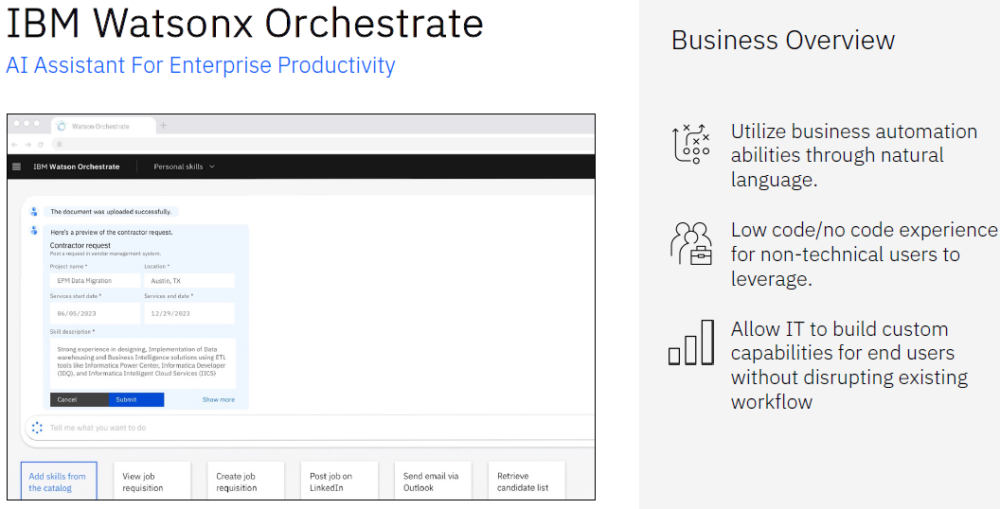 IBM Watsonx Orchestrate
AI Assistant For Enterprise Productivity
Watson Orchestrate
IBM Watson Orchestrate
Personal skills
The document was uploaded successfully.
Here's a preview of the contractor request.
Contractor request
Post a request in vendor management system.
Project name *
Location *
EPM Data Migration
Austin, TX
Services start date *
Services end date *
06/05/2023
12/29/2023
Skill description *
Strong experience in designing, Implementation of Data
warehousing and Business Intelligence solutions using ETL
tools like Informatica Power Center, Informatica Developer
(IDQ), and Informatica Intelligent Cloud Services (IICS)
Cancel
Submit
Show more
Tell me what you want to do
Add skills from
the catalog
View job
requisition
Create job
requisition
Post job on
LinkedIn
Send email via
Outlook
Retrieve
candidate list
Business Overview
Utilize business automation
abilities through natural
language.
Low code/no code experience
for non-technical users to
leverage.
Allow IT to build custom
capabilities for end users
without disrupting existing
workflow